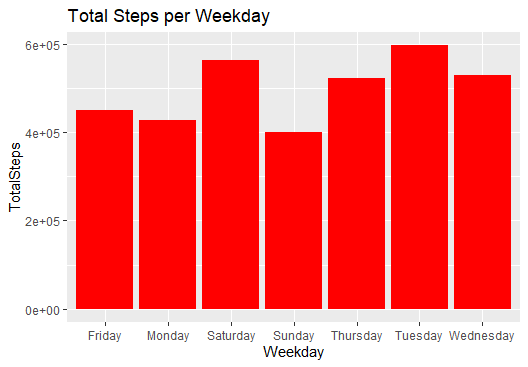 Total Steps per Weekday
TotalSteps
6e+05
4e+05
2e+05
0e+00
Friday Monday Saturday Sunday Thursday Tuesday Wednesday
Weekday